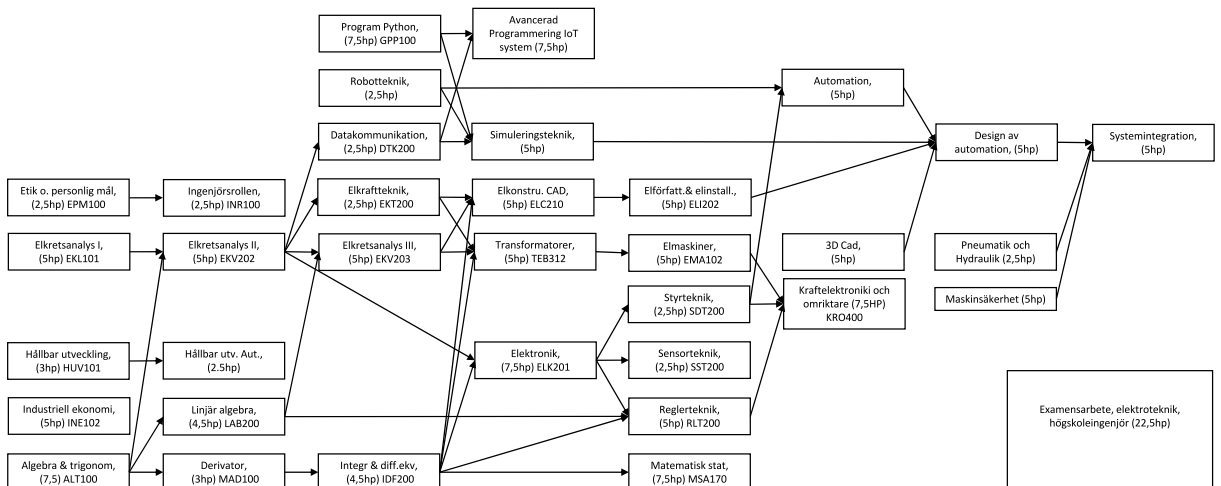 Program Python,
(7,5hp) GPP100
Avancerad
Programmering IoT
system (7,5hp)
Robotteknik,
(2,5hp)
Automation,
(5hp)
Datakommunikation,
(2,5hp) DTK200
Simuleringsteknik,
(5hp)
Design av
automation, (5hp)
Systemintegration,
(5hp)
Etik o. personlig mål,
(2,5hp) EPM100
Ingenjörsrollen,
(2,5hp) INR100
Elkraftteknik,
(2,5hp) EKT200
Elkonstru. CAD,
(5hp) ELC210
Elförfatt.& elinstall.,
(5hp) ELI202
Elkretsanalys I,
(5hp) EKL101
Elkretsanalys II,
(5hp) EKV202
Elkretsanalys III,
(5hp) EKV203
Transformatorer,
(5hp) TEB312
Elmaskiner,
(5hp) EMA102
3D Cad,
(5hp)
Pneumatik och
Hydraulik (2,5hp)
Styrteknik,
(2,5hp) SDT200
Kraftelektroniki och
omriktare (7,5HP)
KRO400
Maskinsäkerhet (5hp)
Hållbar utveckling,
(3hp) HUV101
Hållbar utv. Aut.,
(2.5hp)
Elektronik,
(7,5hp) ELK201
Sensorteknik,
(2,5hp) SST200
Industriell ekonomi,
(5hp) INE102
Linjär algebra,
(4,5hp) LAB200
Reglerteknik,
(5hp) RLT200
Examensarbete, elektroteknik,
högskoleingenjör (22,5hp)
Algebra & trigonom,
(7,5) ALT100
Derivator,
(3hp) MAD100
Integr & diff.ekv,
(4,5hp) IDF200
Matematisk stat,
(7,5hp) MSA170